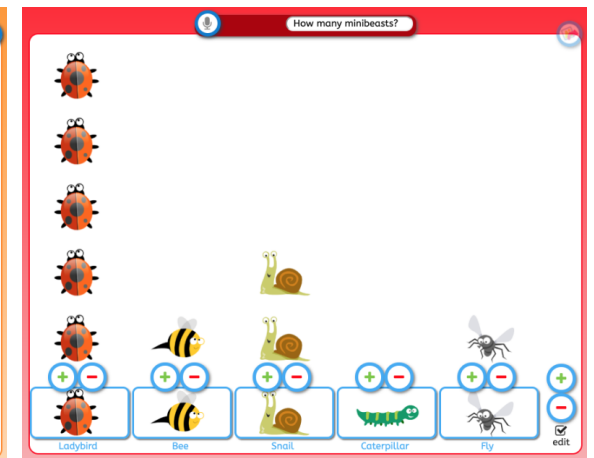 How many minibeasts?
Ladybird
Bee
Snail
Caterpillar
Fly
edit